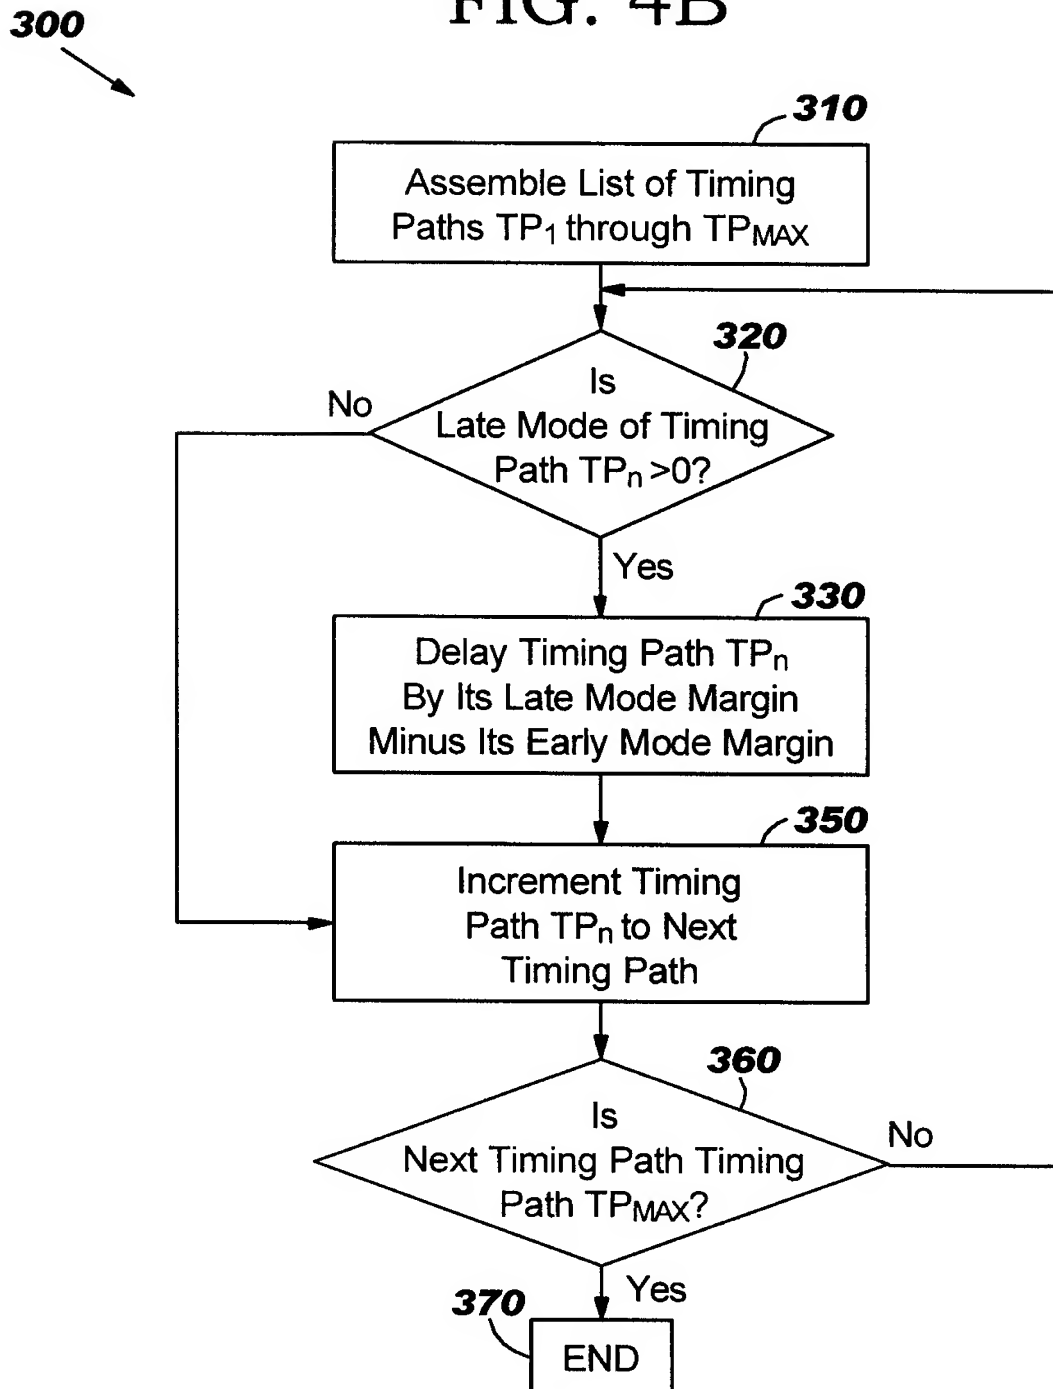 FIG. 4B
300
310
Assemble List of Timing
Paths TP1 through TPMAX
320
Is
Late Mode of Timing
Path TPn >0?
No
Yes
330
Delay Timing Path TPn
By Its Late Mode Margin
Minus Its Early Mode Margin
350
Increment Timing
Path TPn to Next
Timing Path
360
Is
Next Timing Path Timing
Path TPMAX?
No
Yes
370
END